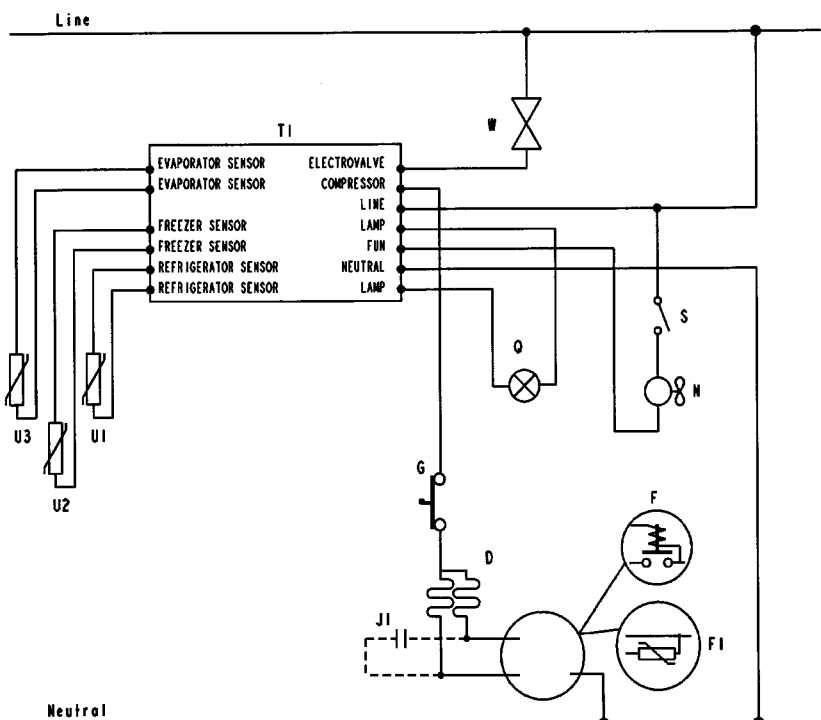 Line
T1
W
EVAPORATOR SENSOR
EVAPORATOR SENSOR
FREEZER SENSOR
FREEZER SENSOR
REFRIGERATOR SENSOR
REFRIGERATOR SENSOR
ELECTROVALVE
COMPRESSOR
LINE
LAMP
FUN
NEUTRAL
LAMP
S
Q
N
U3
U1
U2
G
F
D
J1
F1
Neutral